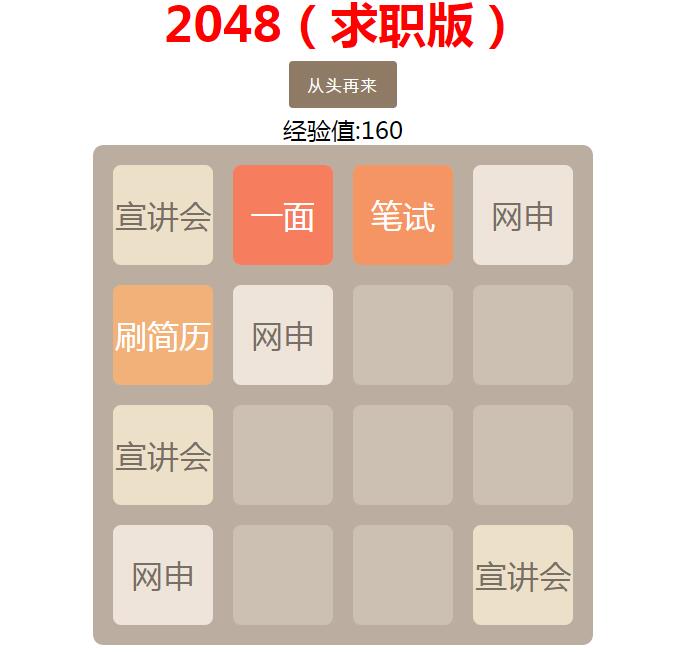 2048（求职版）
从头再来
经验值:160
宣讲会 一面 笔试 网申
刷简历 网申
宣讲会
网申 宣讲会